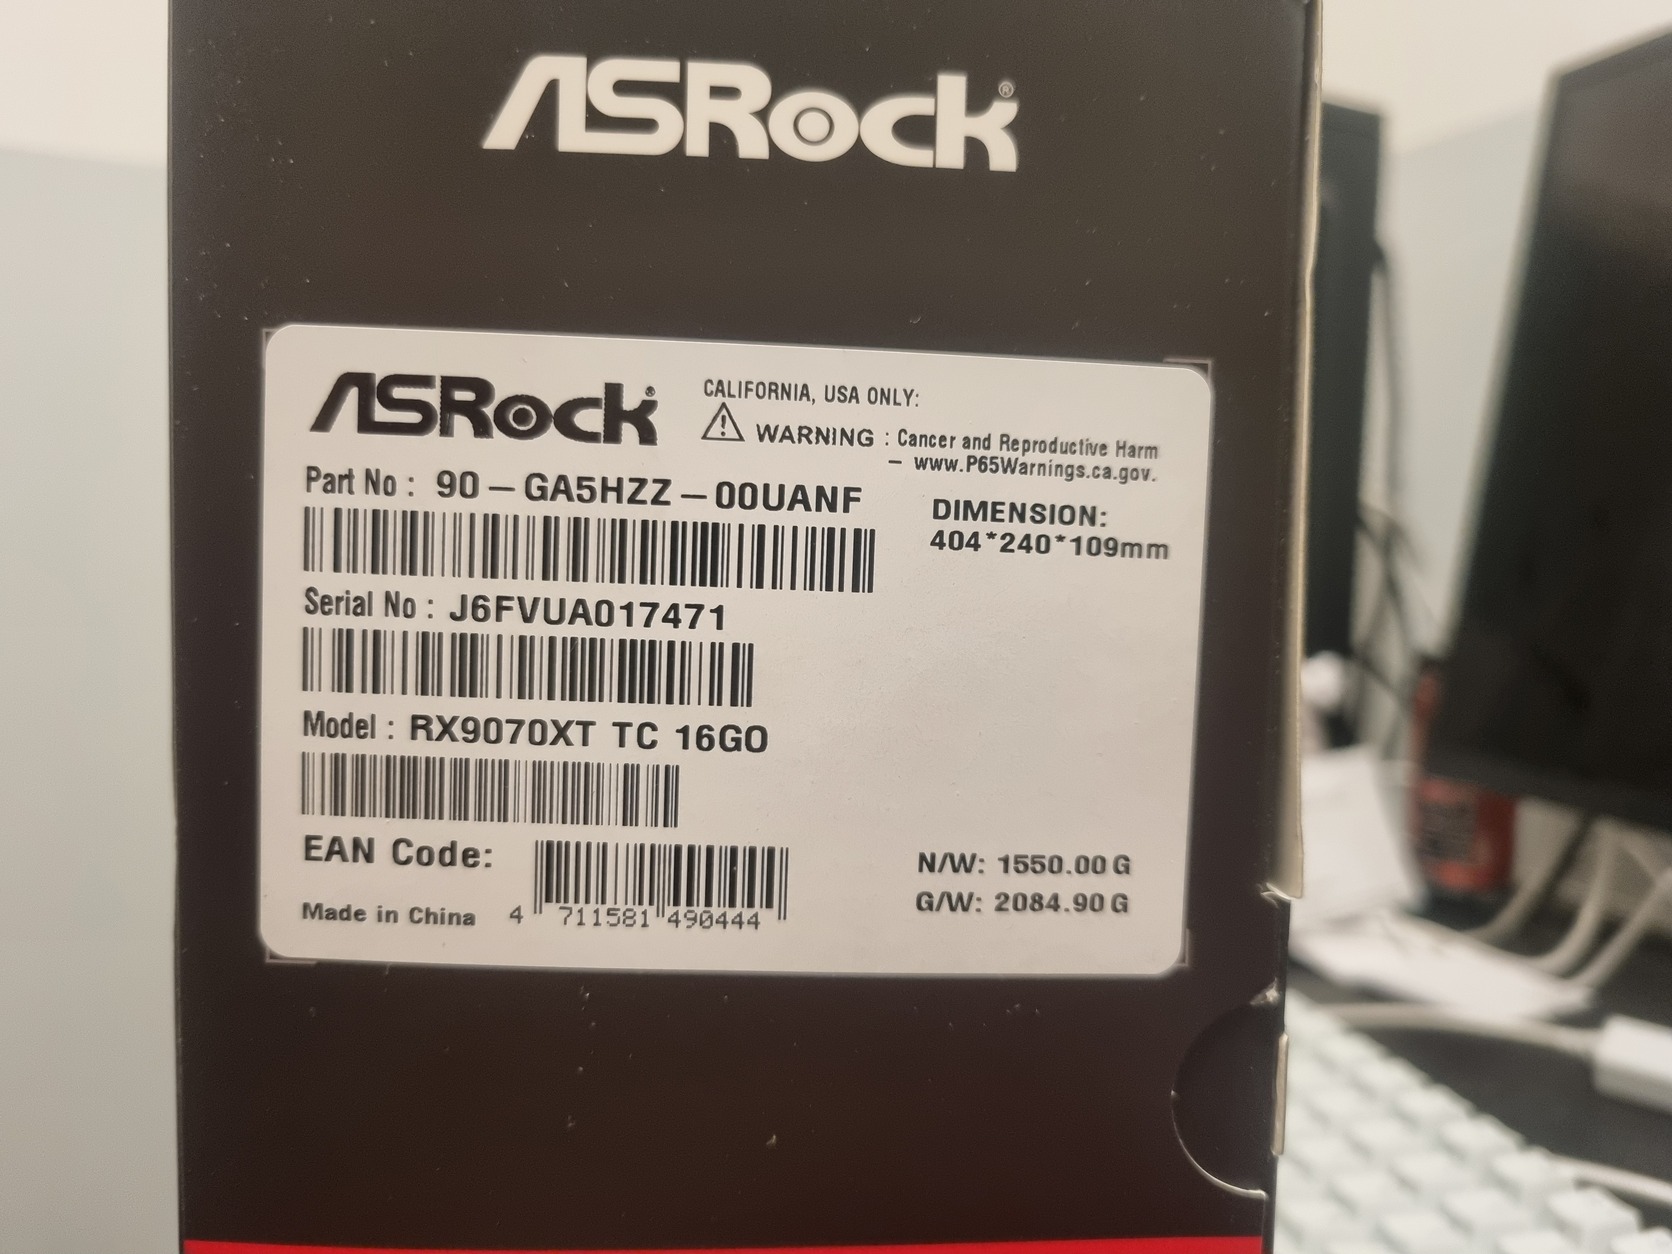 ASRock®
ASRock®
CALIFORNIA, USA ONLY:
WARNING : Cancer and Reproductive Harm
– www.P65Warnings.ca.gov.
Part No : 90 – GA5HZZ – 00UANF
DIMENSION:
404*240*109mm
Serial No : J6FVUA017471
Model : RX9070XT TC 16GO
EAN Code:
4 711581 490444
Made in China
N/W: 1550.00 G
G/W: 2084.90 G